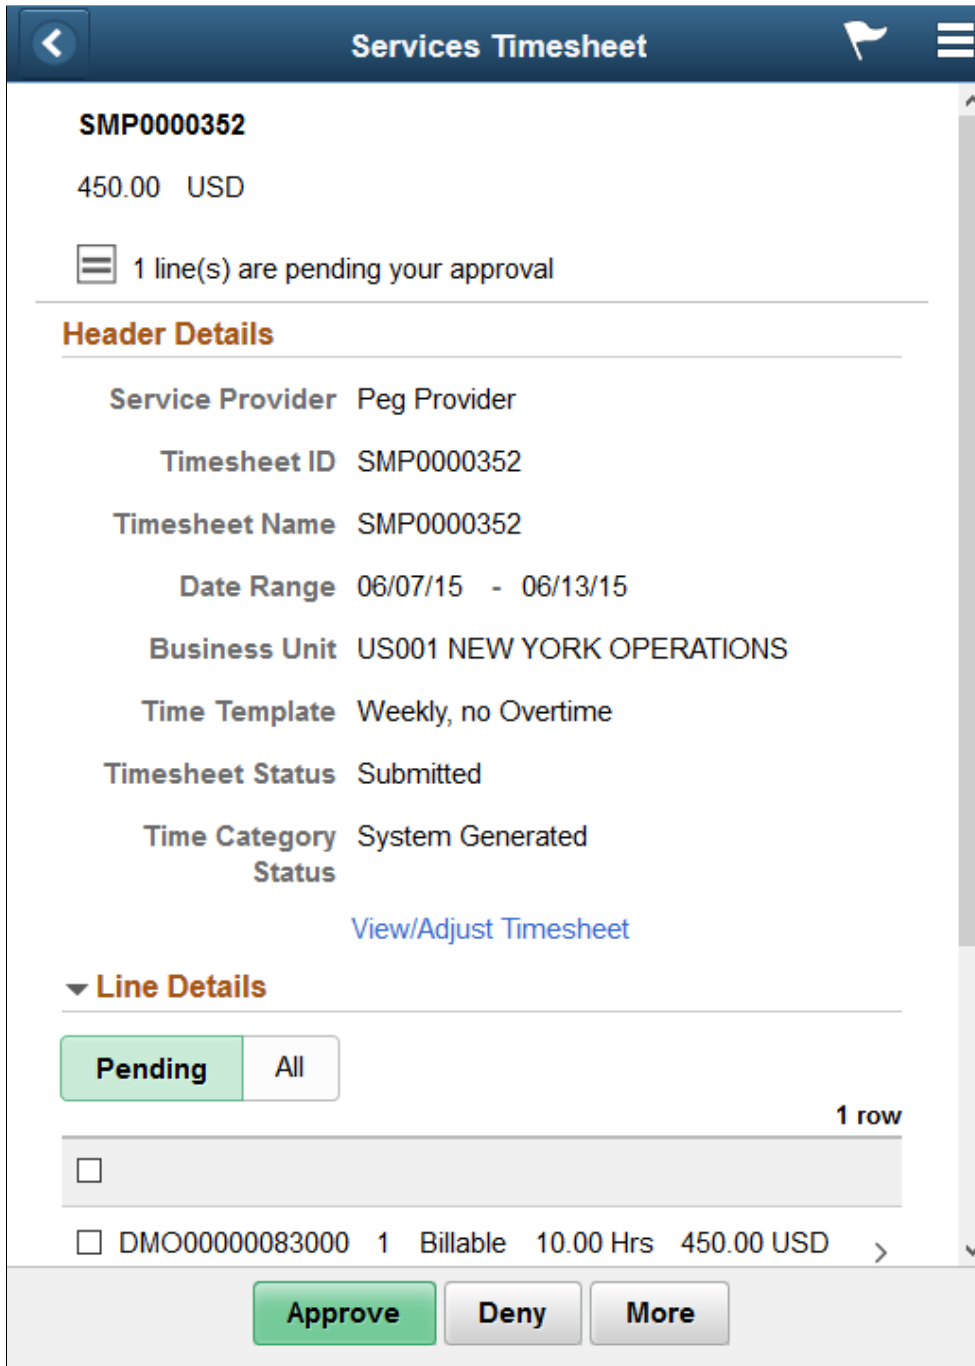 Services Timesheet
SMP0000352
450.00 USD
1 line(s) are pending your approval
Header Details
Service Provider Peg Provider
Timesheet ID SMP0000352
Timesheet Name SMP0000352
Date Range 06/07/15 - 06/13/15
Business Unit US001 NEW YORK OPERATIONS
Time Template Weekly, no Overtime
Timesheet Status Submitted
Time Category System Generated
Status
View/Adjust Timesheet
Line Details
Pending All
1 row
DMO00000083000 1 Billable 10.00 Hrs 450.00 USD
Approve Deny More